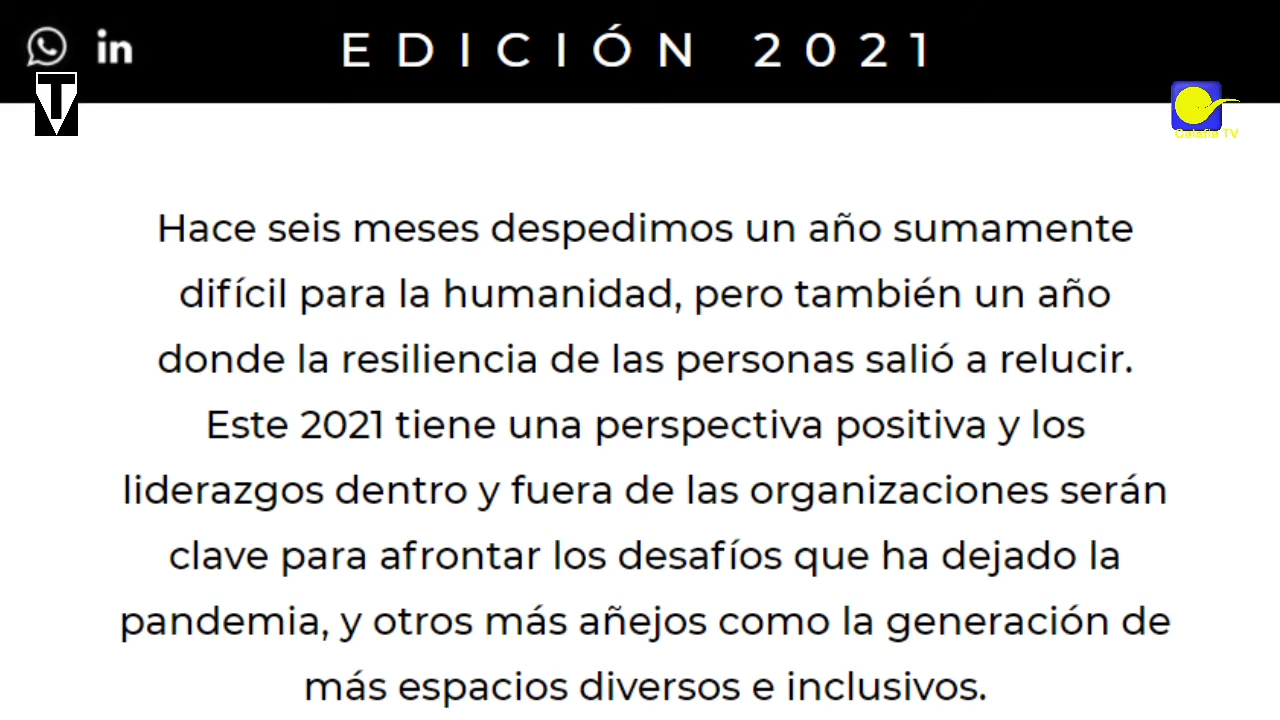 in
EDICIÓN 2021
T
Calafia TV
Hace seis meses despedimos un año sumamente
difícil para la humanidad, pero también un año
donde la resiliencia de las personas salió a relucir.
Este 2021 tiene una perspectiva positiva y los
liderazgos dentro y fuera de las organizaciones serán
clave para afrontar los desafíos que ha dejado la
pandemia, y otros más añejos como la generación de
más espacios diversos e inclusivos.